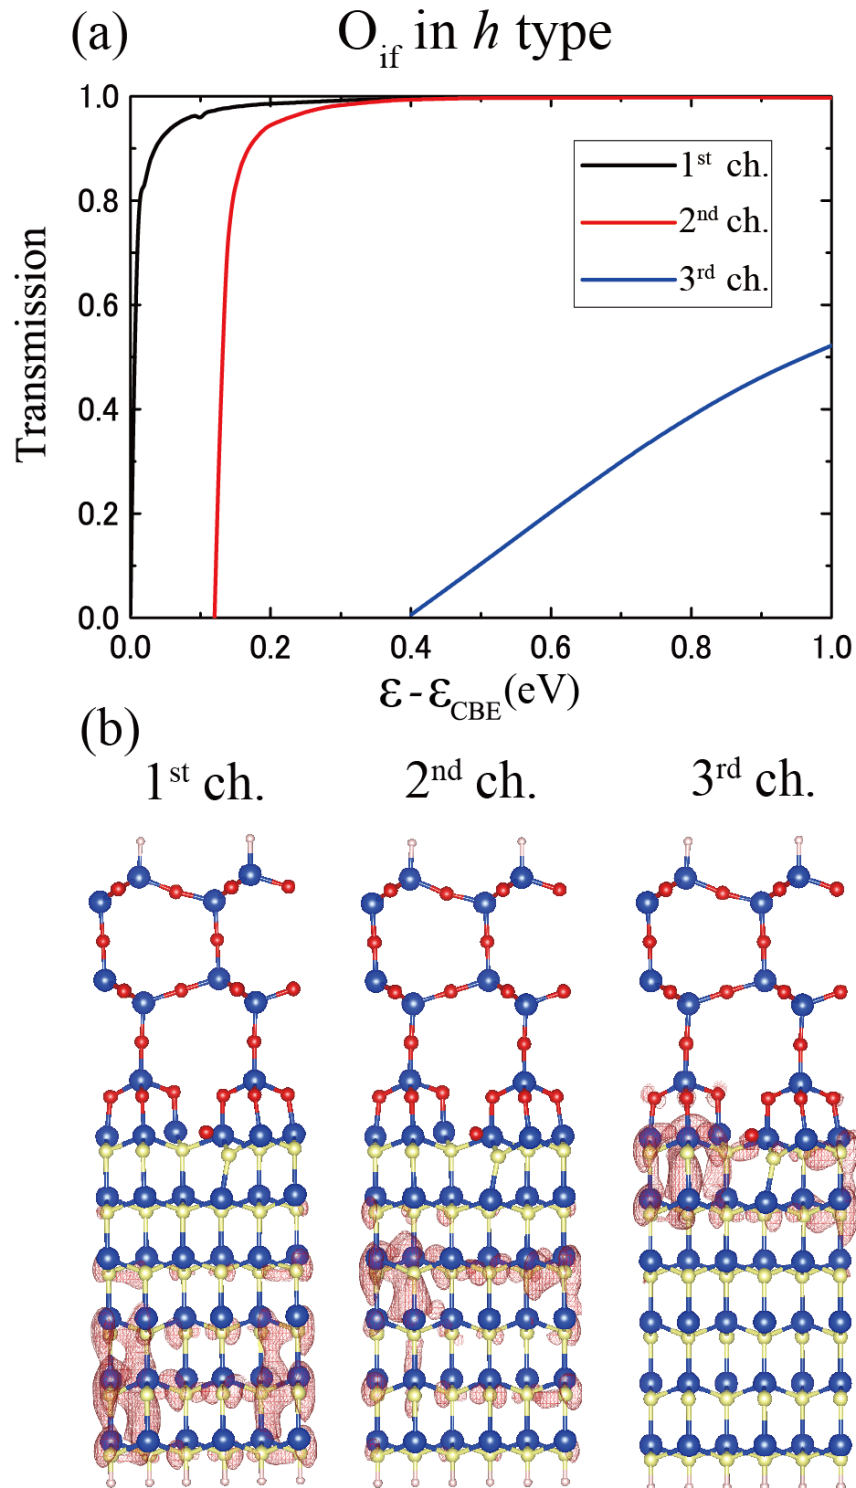 (a) O_if in h type
1.0
0.8
0.6
0.4
0.2
0.0
Transmission
1st ch.
2nd ch.
3rd ch.
0.0 0.2 0.4 0.6 0.8 1.0
ε - ε_CBE (eV)
(b)
1st ch. 2nd ch. 3rd ch.